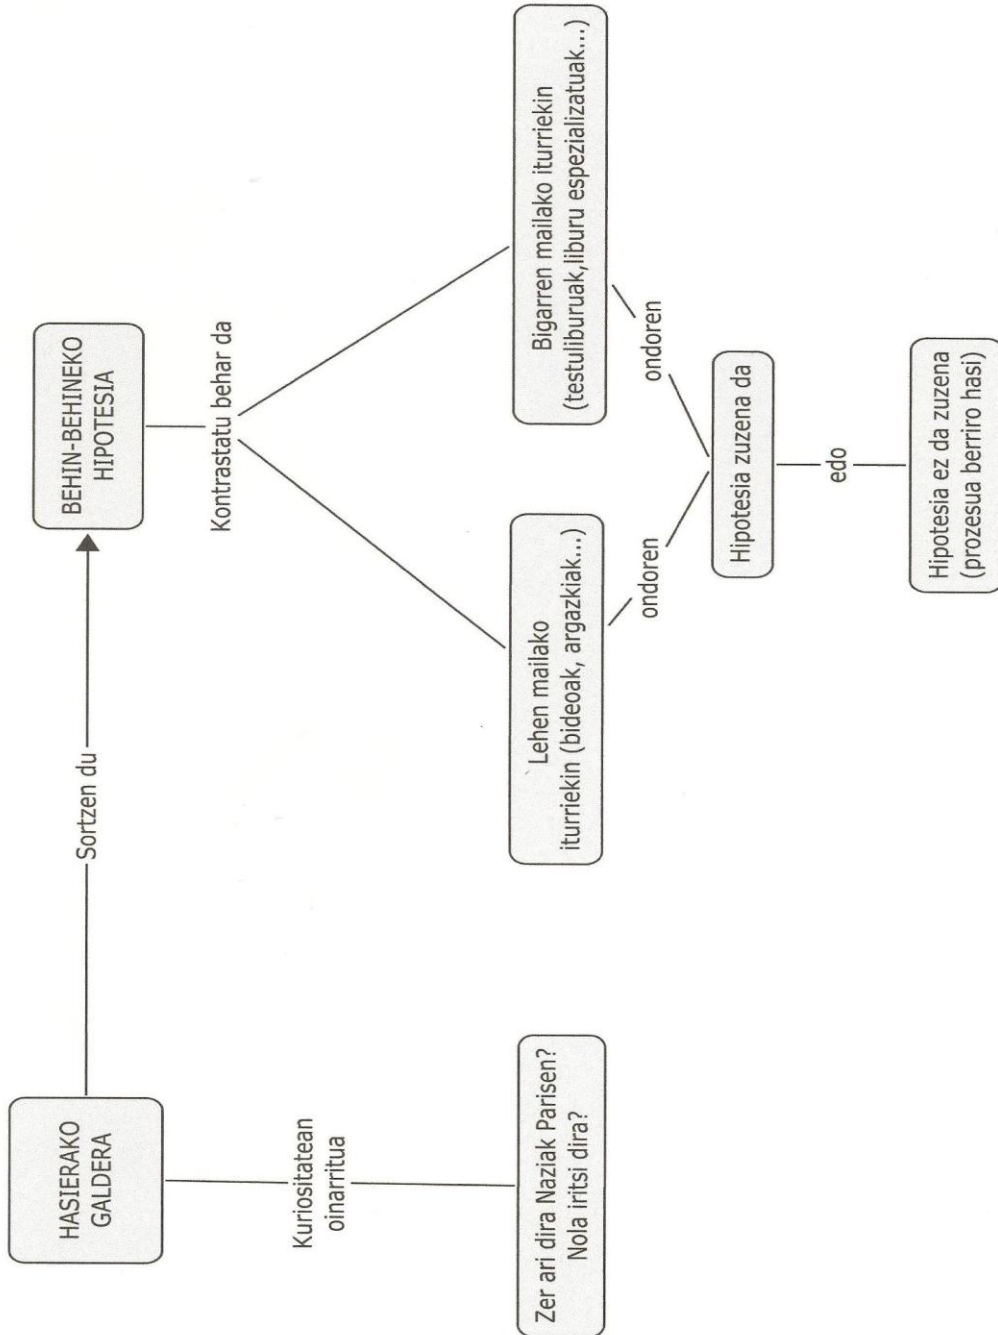 HASIERAKO
GALDERA
Sortzen du
BEHIN-BEHINEKO
HIPOTESIA
Kuriositatean
oinarritua
Zer ari dira Naziak Parisen?
Nola iritsi dira?
Kontrastatu behar da
Lehen mailako
iturriekin (bideoak, argazkiak...)
Bigarren mailako iturriekin
(testuliburuak,liburu espezializatuak...)
ondoren
ondoren
Hipotesia zuzena da
edo
Hipotesia ez da zuzena
(prozesua berriro hasi)